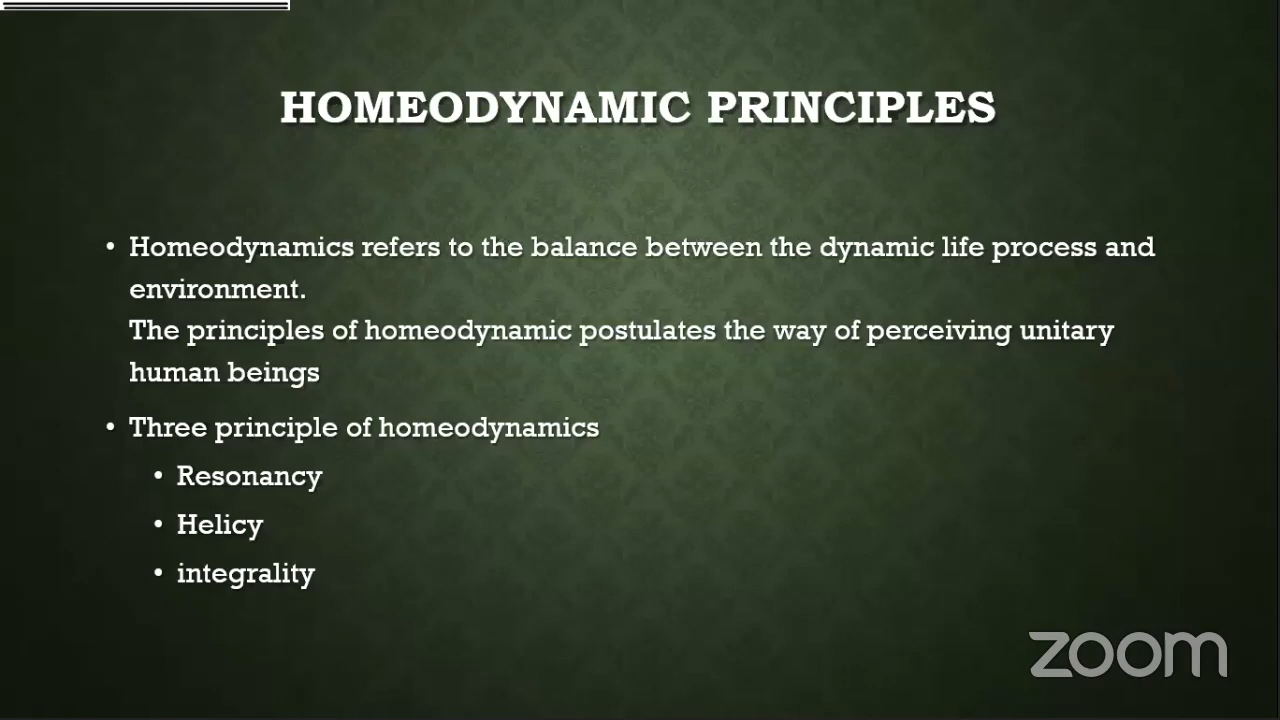 HOMEODYNAMIC PRINCIPLES
• Homeodynamics refers to the balance between the dynamic life process and
environment.
The principles of homeodynamic postulates the way of perceiving unitary
human beings
• Three principle of homeodynamics
• Resonancy
• Helicy
• integrality
zoom